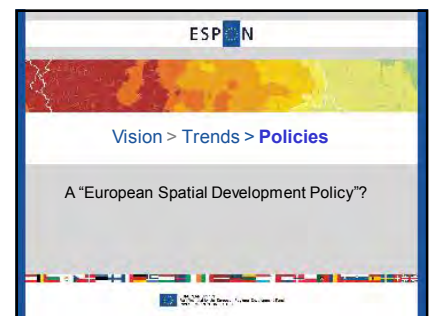 ESPON
Vision > Trends > Policies
A “European Spatial Development Policy”?